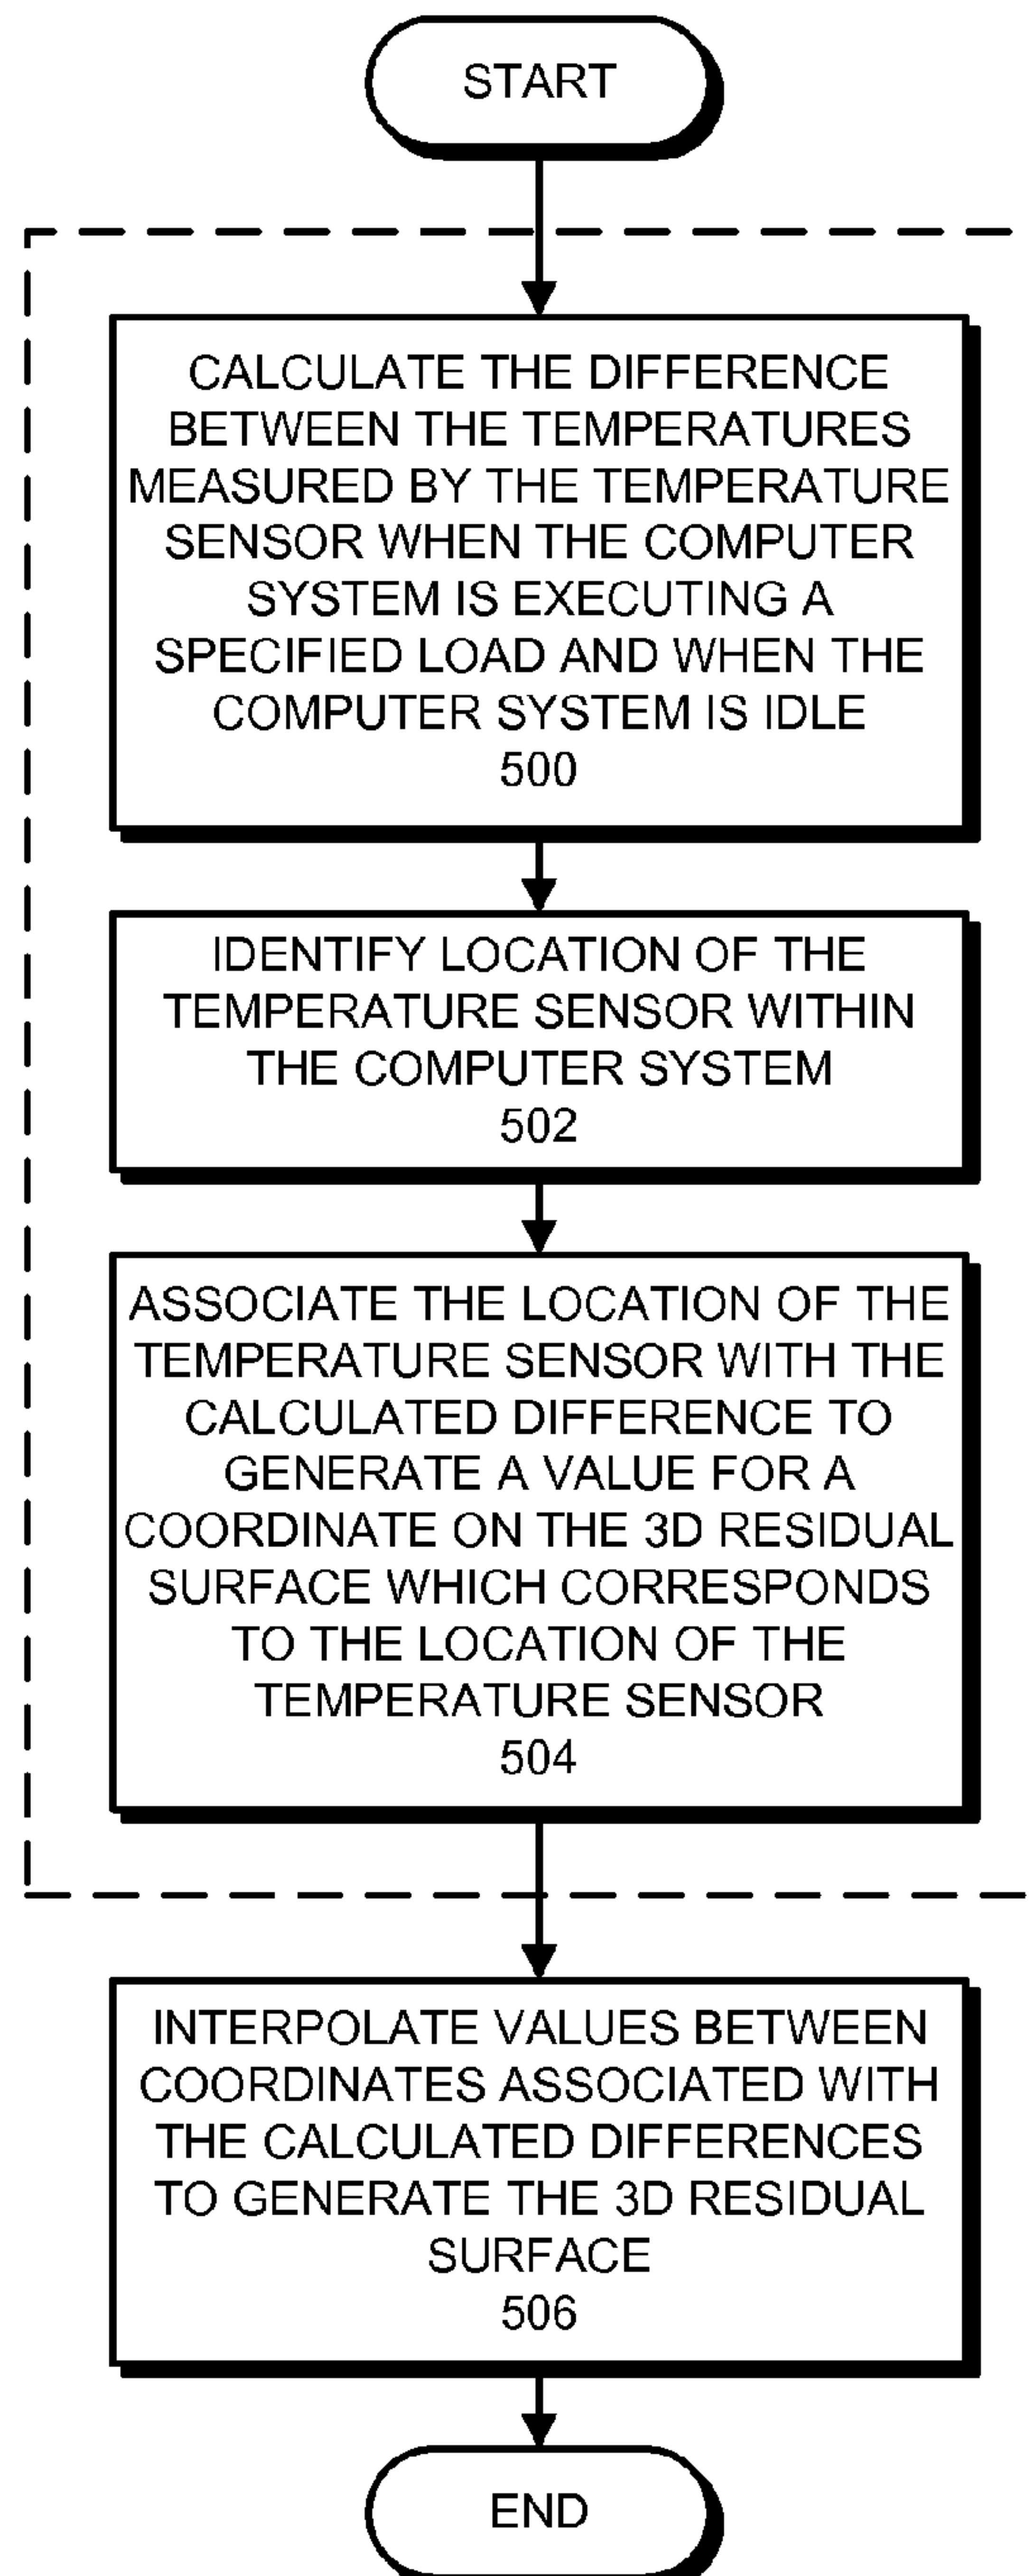 START
CALCULATE THE DIFFERENCE
BETWEEN THE TEMPERATURES
MEASURED BY THE TEMPERATURE
SENSOR WHEN THE COMPUTER
SYSTEM IS EXECUTING A
SPECIFIED LOAD AND WHEN THE
COMPUTER SYSTEM IS IDLE
500
IDENTIFY LOCATION OF THE
TEMPERATURE SENSOR WITHIN
THE COMPUTER SYSTEM
502
ASSOCIATE THE LOCATION OF THE
TEMPERATURE SENSOR WITH THE
CALCULATED DIFFERENCE TO
GENERATE A VALUE FOR A
COORDINATE ON THE 3D RESIDUAL
SURFACE WHICH CORRESPONDS
TO THE LOCATION OF THE
TEMPERATURE SENSOR
504
INTERPOLATE VALUES BETWEEN
COORDINATES ASSOCIATED WITH
THE CALCULATED DIFFERENCES
TO GENERATE THE 3D RESIDUAL
SURFACE
506
END